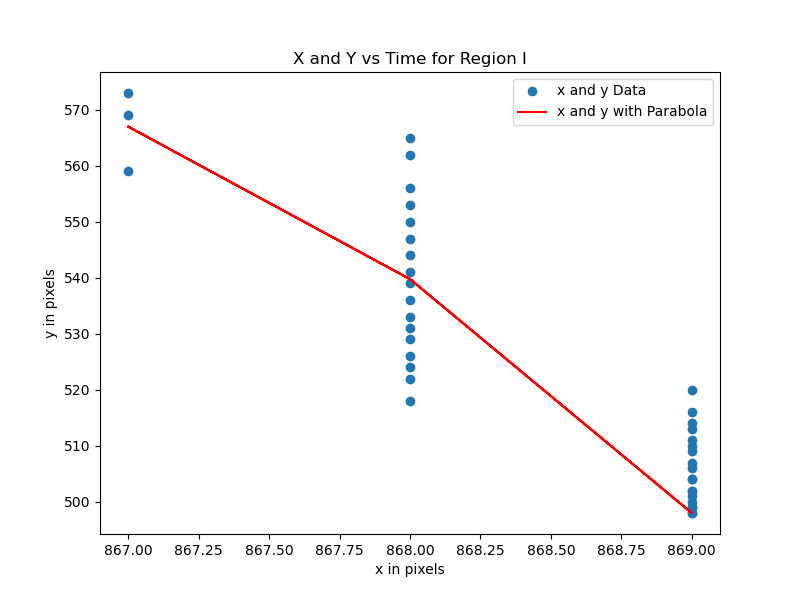 X and Y vs Time for Region I
x and y Data
x and y with Parabola
570
560
550
540
530
520
510
500
y in pixels
867.00 867.25 867.50 867.75 868.00 868.25 868.50 868.75 869.00
x in pixels